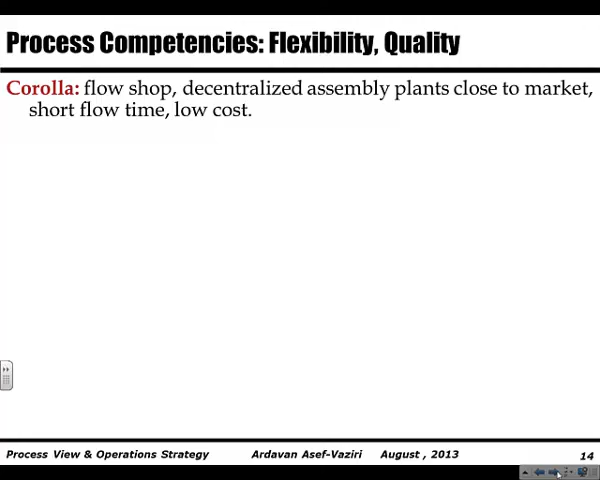 Process Competencies: Flexibility, Quality
Corolla: flow shop, decentralized assembly plants close to market,
short flow time, low cost.
Process View & Operations Strategy Ardavan Asef-Vaziri August , 2013 14